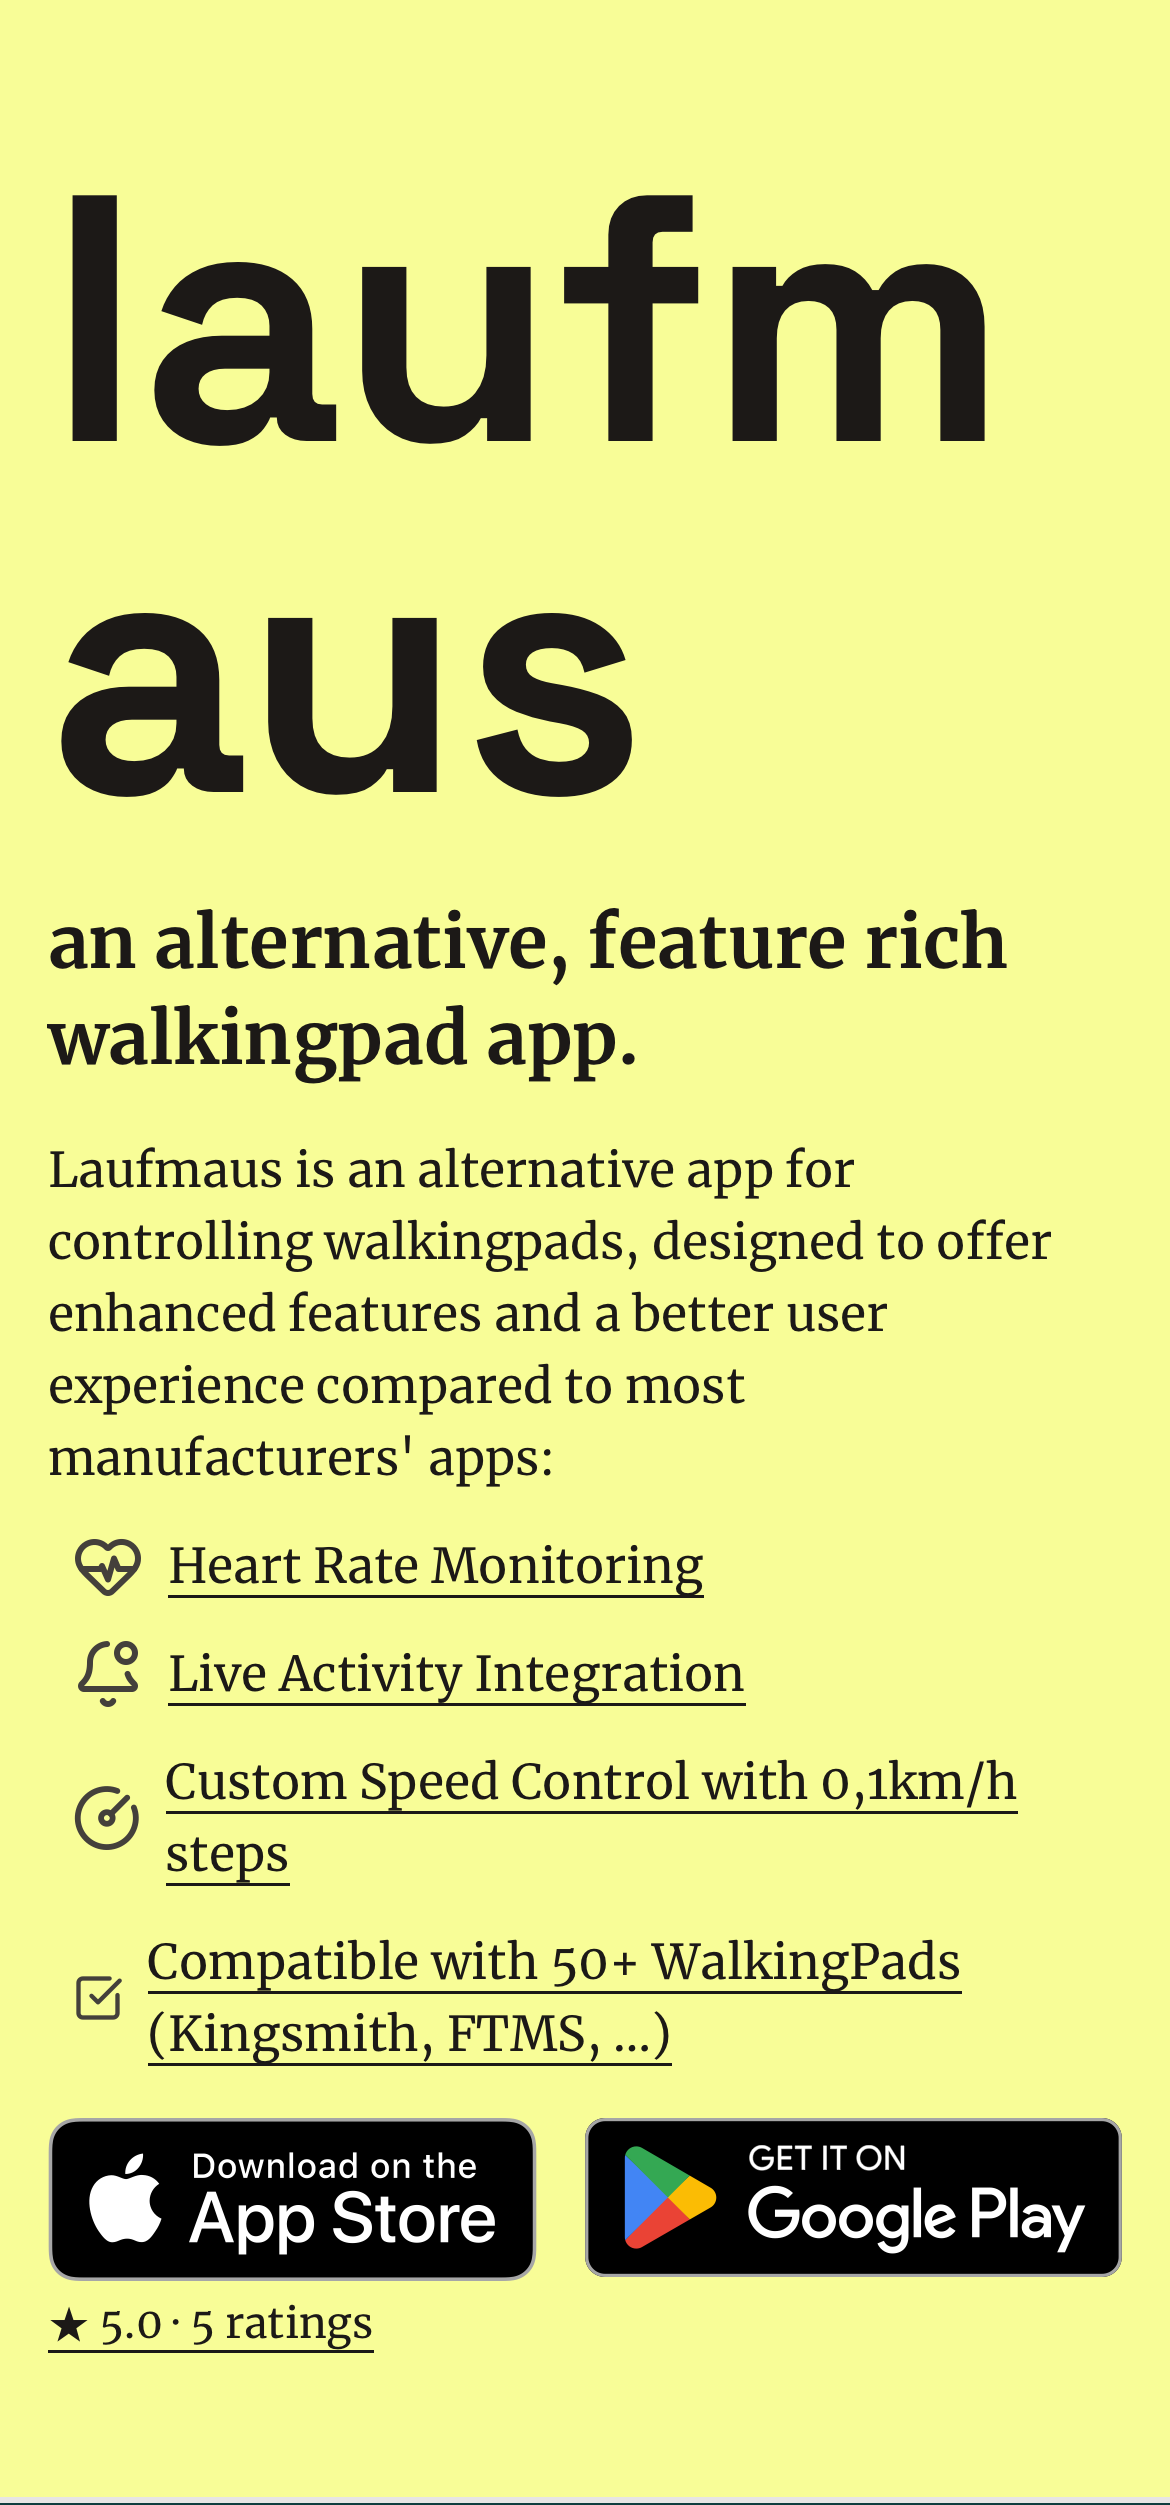 laufm
aus
an alternative, feature rich
walkingpad app.
Laufmaus is an alternative app for
controlling walkingpads, designed to offer
enhanced features and a better user
experience compared to most
manufacturers' apps:
Heart Rate Monitoring
Live Activity Integration
Custom Speed Control with 0,1km/h
steps
Compatible with 50+ WalkingPads
(Kingsmith, FTMS, ...)
Download on the
App Store
GET IT ON
Google Play
★ 5.0 · 5 ratings